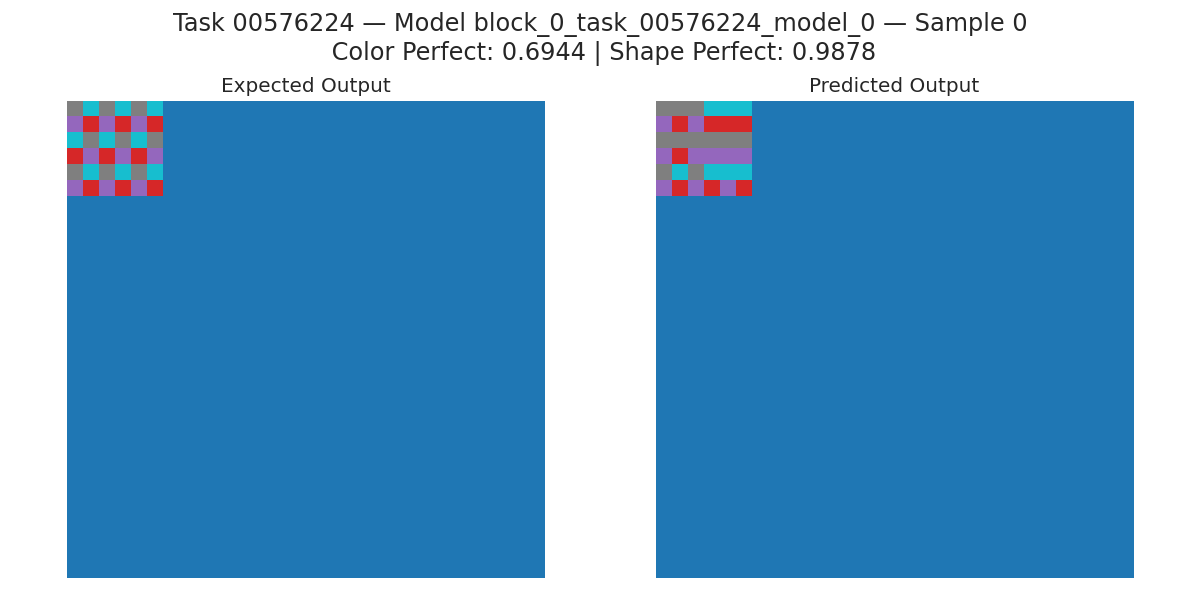 Task 00576224 — Model block_0_task_00576224_model_0 — Sample 0
Color Perfect: 0.6944 | Shape Perfect: 0.9878
Expected Output
Predicted Output